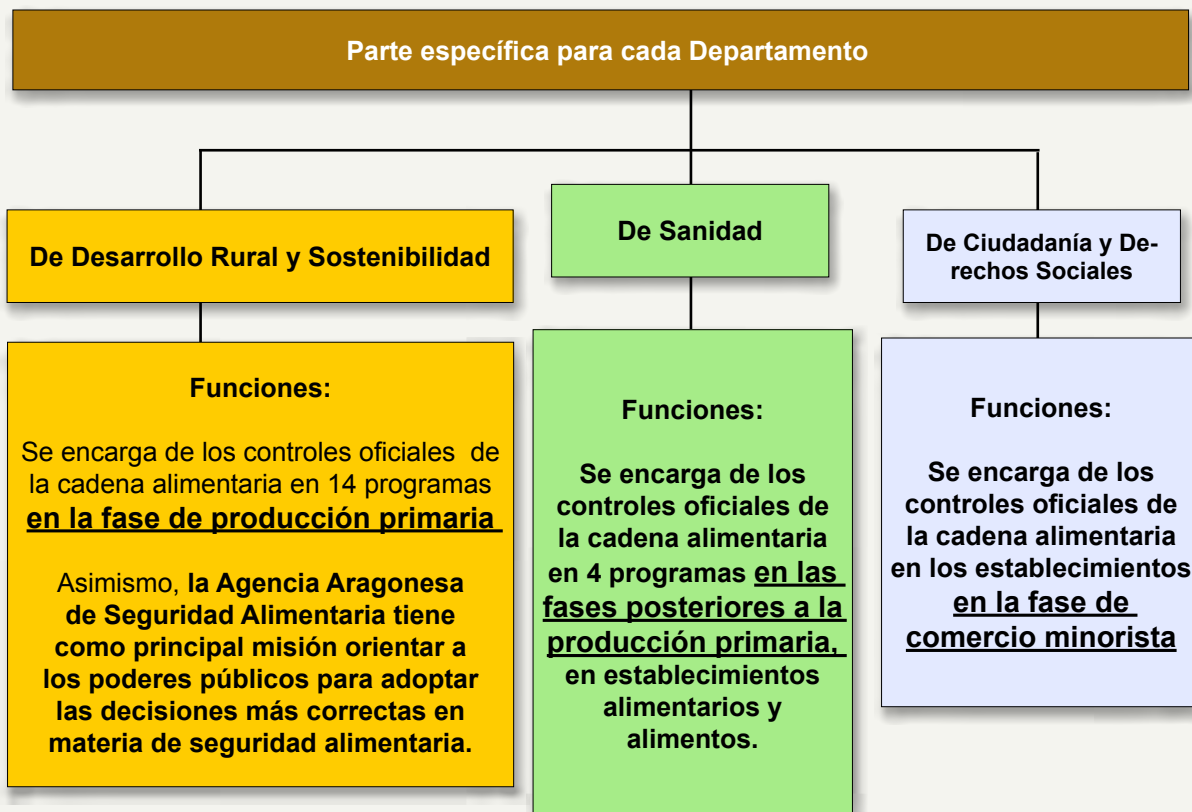 Parte específica para cada Departamento
De Desarrollo Rural y Sostenibilidad
De Sanidad
De Ciudadanía y De-
rechos Sociales
Funciones:
Se encarga de los controles oficiales de
la cadena alimentaria en 14 programas
en la fase de producción primaria
Asimismo, la Agencia Aragonesa
de Seguridad Alimentaria tiene
como principal misión orientar a
los poderes públicos para adoptar
las decisiones más correctas en
materia de seguridad alimentaria.
Funciones:
Se encarga de los
controles oficiales de
la cadena alimentaria
en 4 programas en las
fases posteriores a la
producción primaria,
en establecimientos
alimentarios y
alimentos.
Funciones:
Se encarga de los
controles oficiales de
la cadena alimentaria
en los establecimientos
en la fase de
comercio minorista